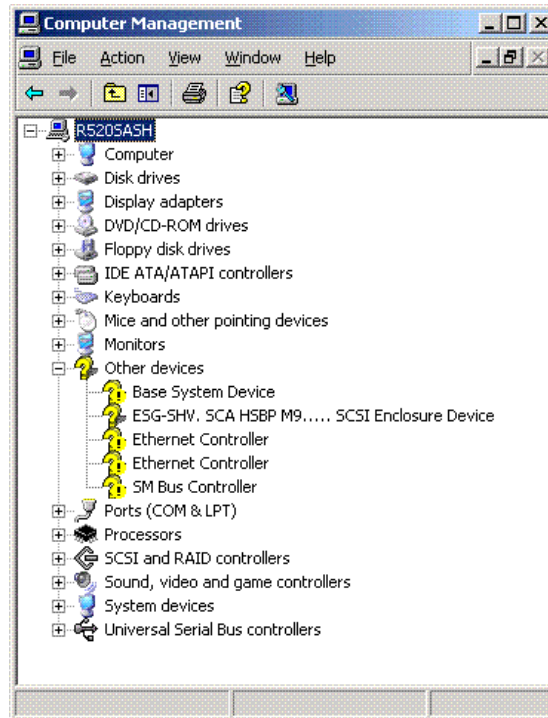 Computer Management
File Action View Window Help
R520SASH
Computer
Disk drives
Display adapters
DVD/CD-ROM drives
Floppy disk drives
IDE ATA/ATAPI controllers
Keyboards
Mice and other pointing devices
Monitors
Other devices
Base System Device
ESG-SHV. SCA HSBP M9..... SCSI Enclosure Device
Ethernet Controller
Ethernet Controller
SM Bus Controller
Ports (COM & LPT)
Processors
SCSI and RAID controllers
Sound, video and game controllers
System devices
Universal Serial Bus controllers